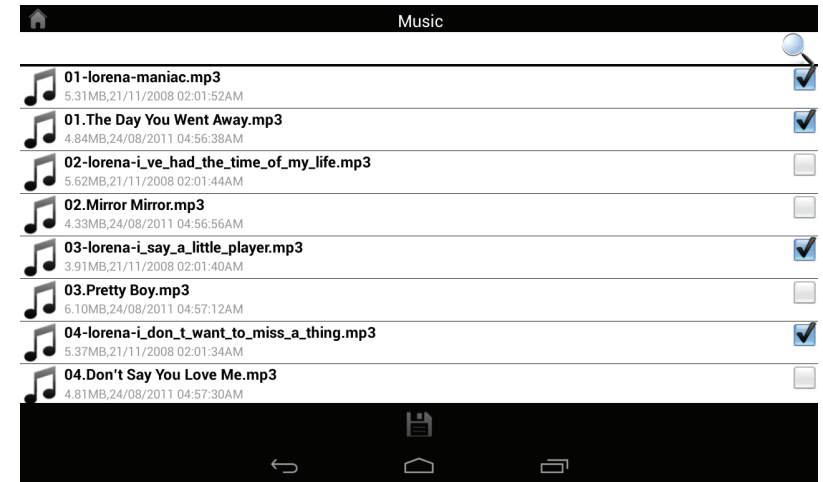 Music
01-lorena-maniac.mp3
5.31MB,21/11/2008 02:01:52AM
01.The Day You Went Away.mp3
4.84MB,24/08/2011 04:56:38AM
02-lorena-i_ve_had_the_time_of_my_life.mp3
5.62MB,21/11/2008 02:01:44AM
02.Mirror Mirror.mp3
4.33MB,24/08/2011 04:56:56AM
03-lorena-i_say_a_little_player.mp3
3.91MB,21/11/2008 02:01:40AM
03.Pretty Boy.mp3
6.10MB,24/08/2011 04:57:12AM
04-lorena-i_don_t_want_to_miss_a_thing.mp3
5.37MB,21/11/2008 02:01:34AM
04.Don't Say You Love Me.mp3
4.81MB,24/08/2011 04:57:30AM